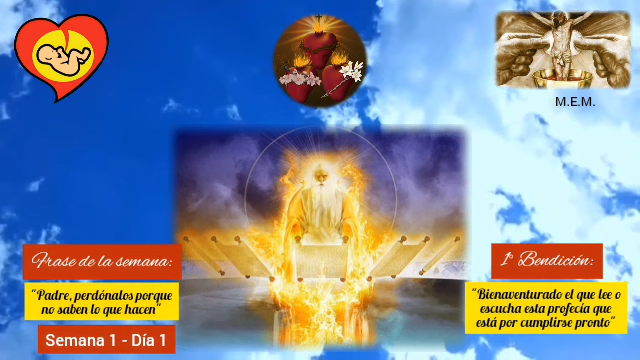 M.E.M.
Frase de la semana:
"Padre, perdónalos porque
no saben lo que hacen"
Semana 1 - Día 1
1º Bendición:
"Bienaventurado el que lee o
escucha esta profecía que
está por cumplirse pronto"